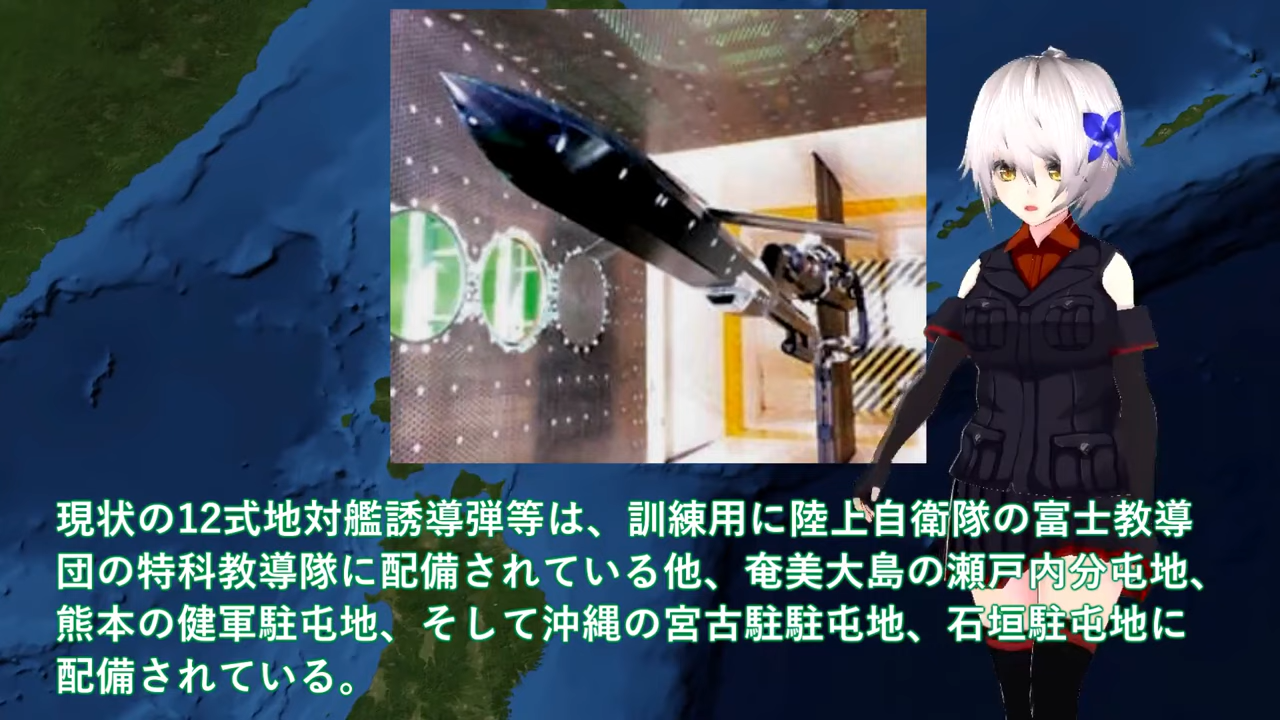 現状の12式地対艦誘導弾等は、訓練用に陸上自衛隊の富士教導
団の特科教導隊に配備されている他、奄美大島の瀬戸内分屯地、
熊本の健軍駐屯地、そして沖縄の宮古駐駐屯地、石垣駐屯地に
配備されている。